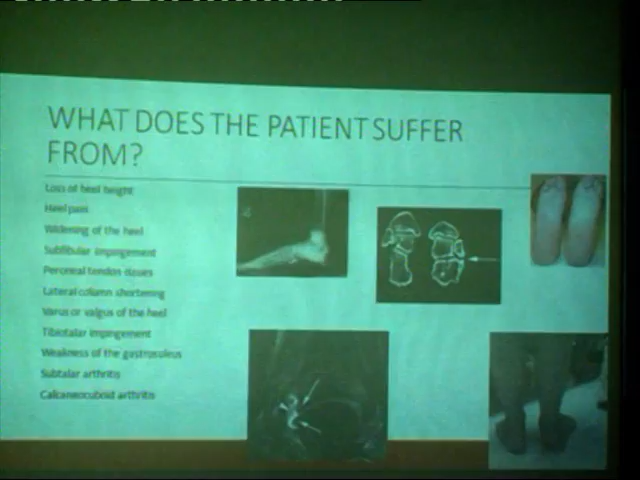 WHAT DOES THE PATIENT SUFFER
FROM?
Loss of heel height
Heel pain
Widening of the heel
Subfibular impingement
Peroneal tendon issues
Lateral column shortening
Varus or valgus of the heel
Tibiotalar impingement
Weakness of the gastrosuleus
Subtalar arthritis
Calcaneocuboid arthritis